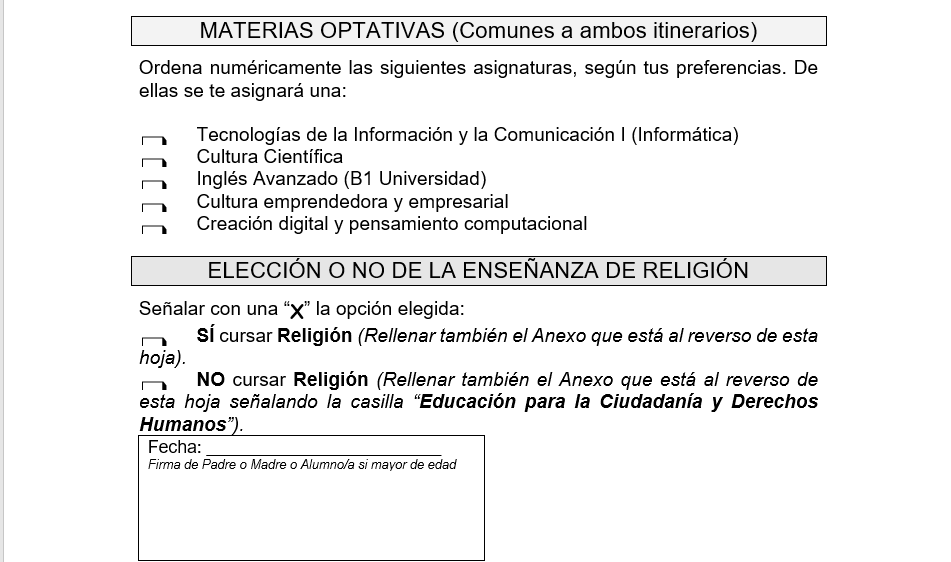 MATERIAS OPTATIVAS (Comunes a ambos itinerarios)
Ordena numéricamente las siguientes asignaturas, según tus preferencias. De
ellas se te asignará una:
Tecnologías de la Información y la Comunicación I (Informática)
Cultura Científica
Inglés Avanzado (B1 Universidad)
Cultura emprendedora y empresarial
Creación digital y pensamiento computacional
ELECCIÓN O NO DE LA ENSEÑANZA DE RELIGIÓN
Señalar con una “X” la opción elegida:
SÍ cursar Religión (Rellenar también el Anexo que está al reverso de esta
hoja).
NO cursar Religión (Rellenar también el Anexo que está al reverso de
esta hoja señalando la casilla “Educación para la Ciudadanía y Derechos
Humanos”).
Fecha: ________________________
Firma de Padre o Madre o Alumno/a si mayor de edad